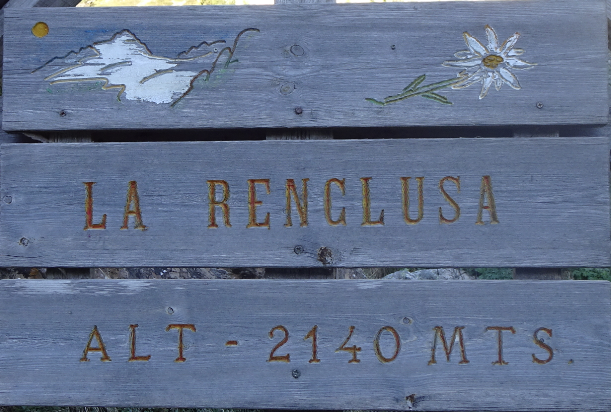 LA RENCLUSA
ALT - 2140 MTS.